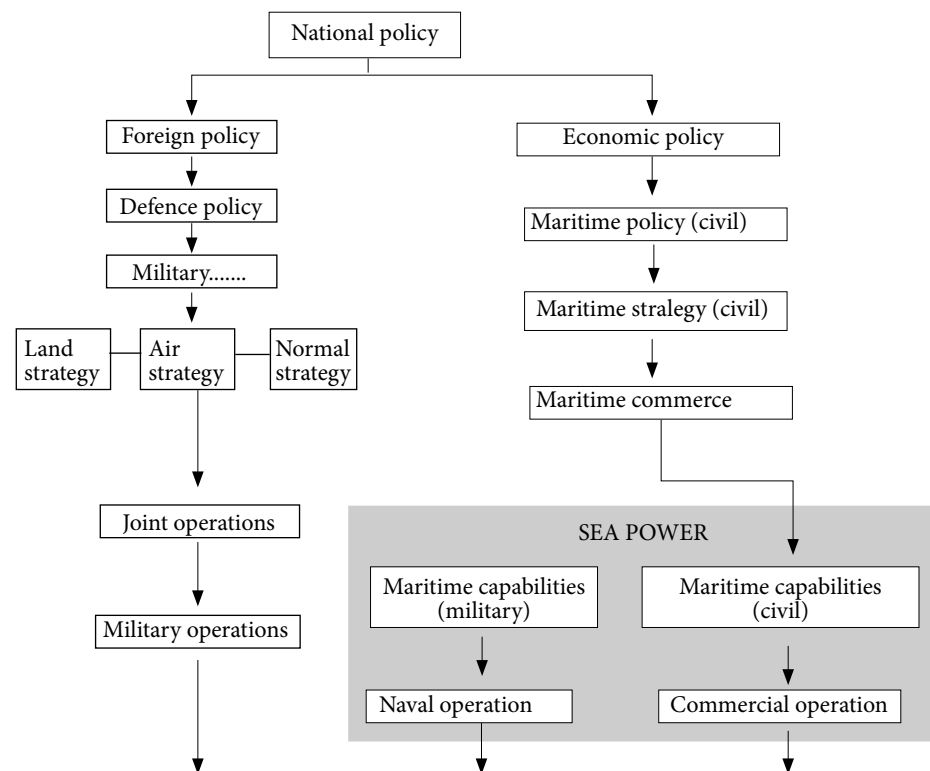 National policy
Foreign policy
Economic policy
Defence policy
Maritime policy (civil)
Military.......
Maritime stralegy (civil)
Land
strategy
Air
strategy
Normal
strategy
Maritime commerce
Joint operations
SEA POWER
Maritime capabilities
(military)
Maritime capabilities
(civil)
Military operations
Naval operation
Commercial operation